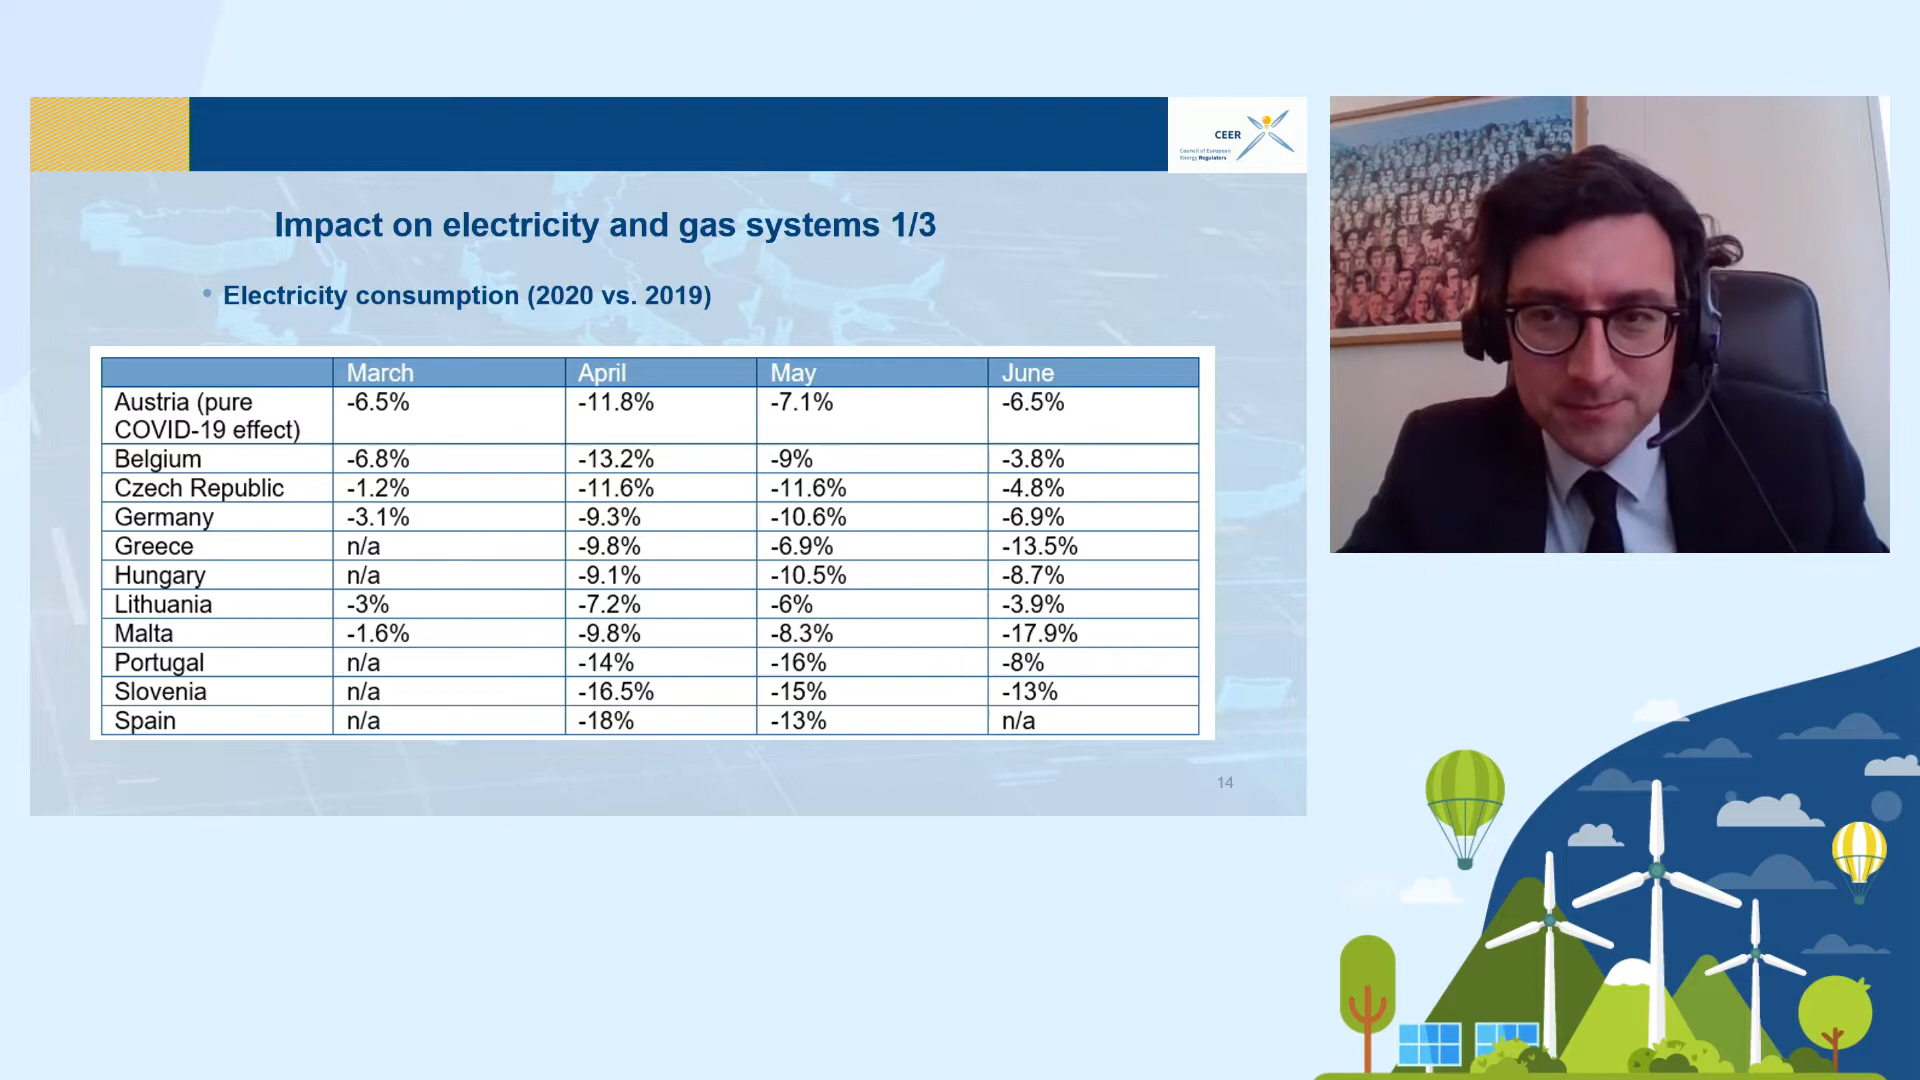 CEER
Council of European
Energy Regulators
Impact on electricity and gas systems 1/3
• Electricity consumption (2020 vs. 2019)
March April May June
Austria (pure
COVID-19 effect) -6.5% -11.8% -7.1% -6.5%
Belgium -6.8% -13.2% -9% -3.8%
Czech Republic -1.2% -11.6% -11.6% -4.8%
Germany -3.1% -9.3% -10.6% -6.9%
Greece n/a -9.8% -6.9% -13.5%
Hungary n/a -9.1% -10.5% -8.7%
Lithuania -3% -7.2% -6% -3.9%
Malta -1.6% -9.8% -8.3% -17.9%
Portugal n/a -14% -16% -8%
Slovenia n/a -16.5% -15% -13%
Spain n/a -18% -13% n/a
14